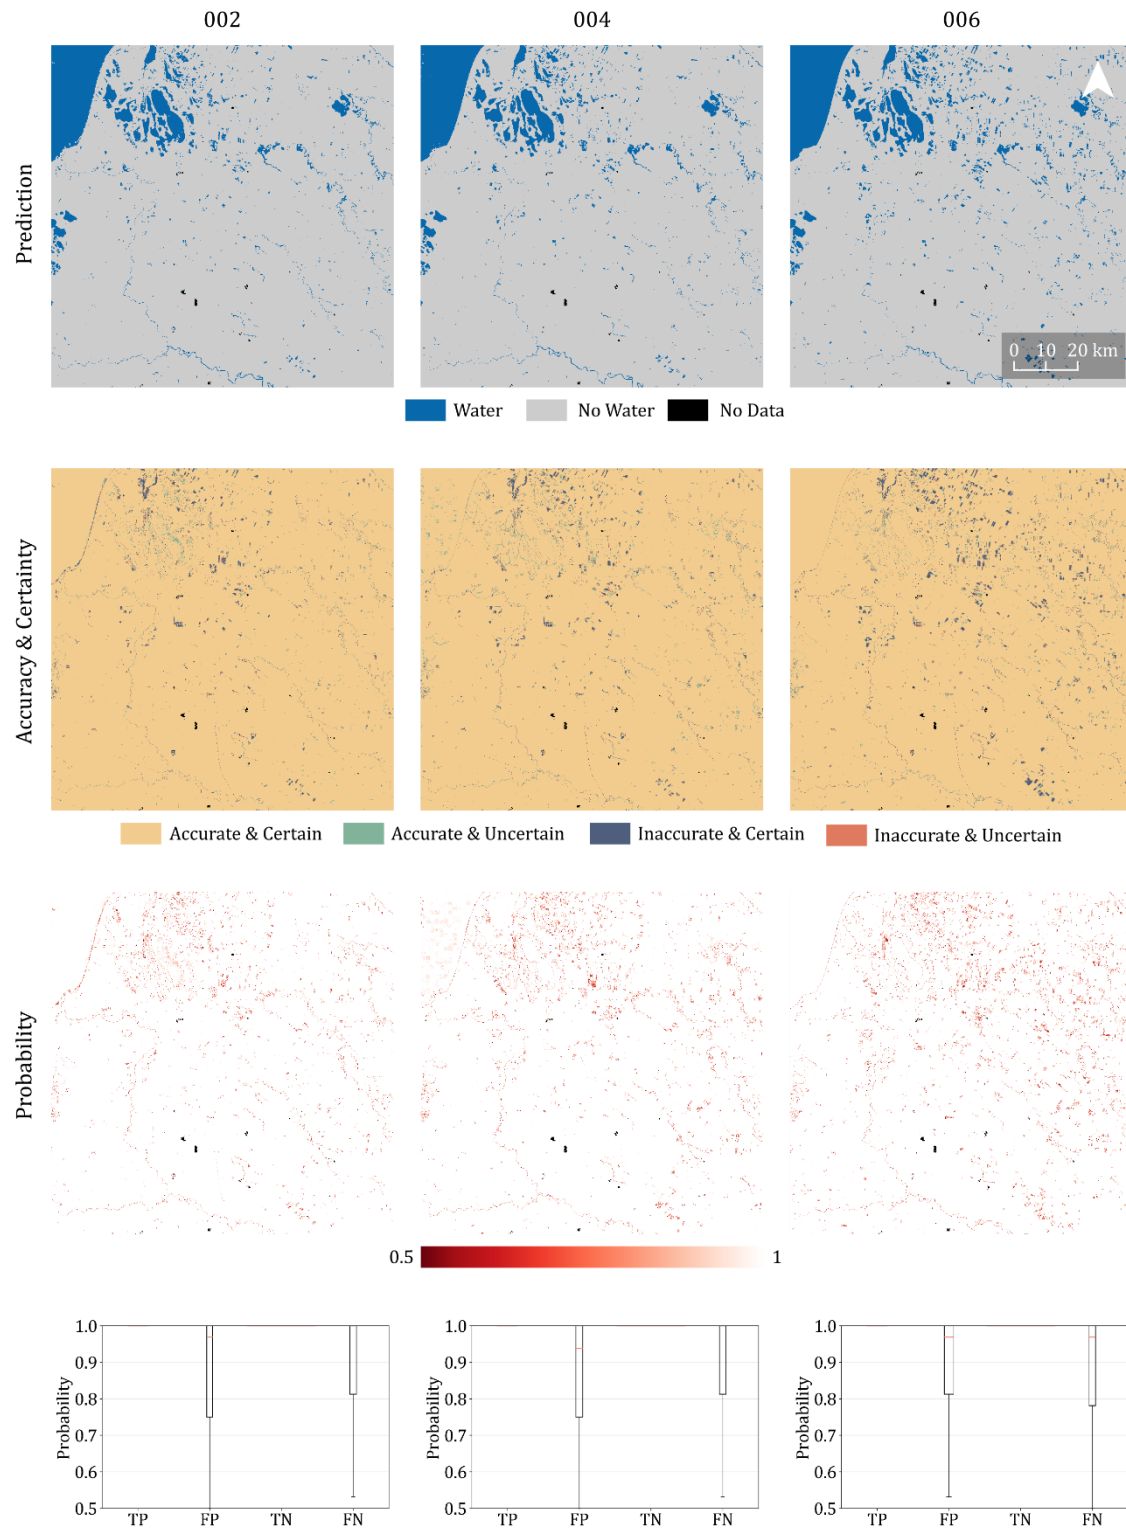 002 004 006
Prediction
0 10 20 km
Water No Water No Data
Accuracy & Certainty
Accurate & Certain Accurate & Uncertain Inaccurate & Certain Inaccurate & Uncertain
Probability
0.5 1
Probability
1.0
0.9
0.8
0.7
0.6
0.5
TP FP TN FN
Probability
1.0
0.9
0.8
0.7
0.6
0.5
TP FP TN FN
Probability
1.0
0.9
0.8
0.7
0.6
0.5
TP FP TN FN